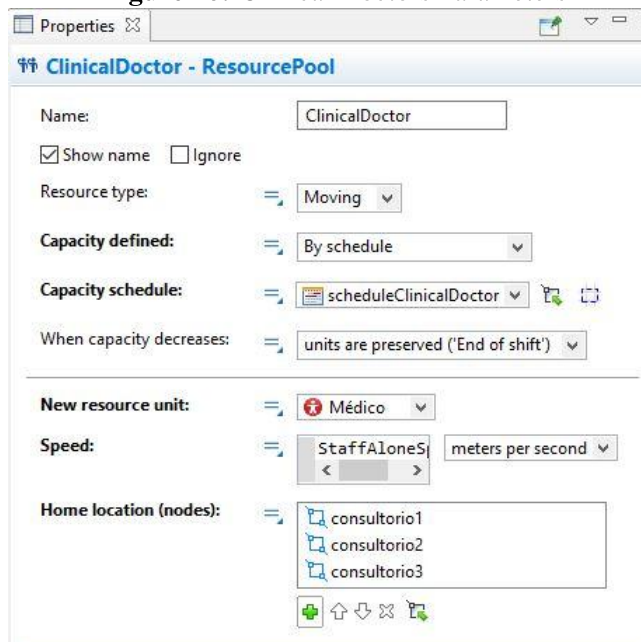 Properties
ClinicalDoctor - ResourcePool
Name: ClinicalDoctor
Show name Ignore
Resource type: Moving
Capacity defined: By schedule
Capacity schedule: scheduleClinicalDoctor
When capacity decreases: units are preserved ('End of shift')
New resource unit: Médico
Speed: StaffAloneSp meters per second
Home location (nodes): consultorio1
consultorio2
consultorio3